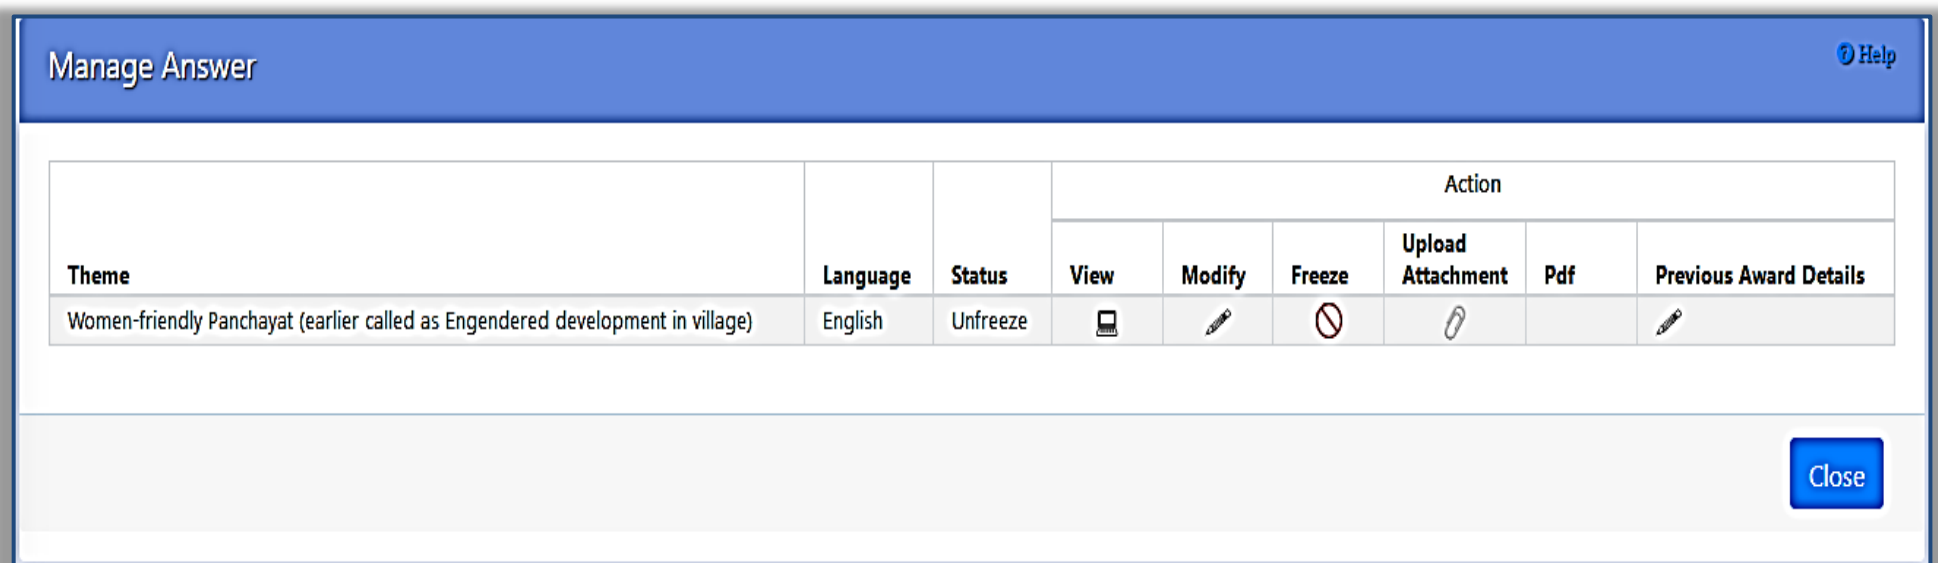 Manage Answer
Help
Action
Theme Language Status View Modify Freeze Upload Attachment Pdf Previous Award Details
Women-friendly Panchayat (earlier called as Engendered development in village) English Unfreeze
Close